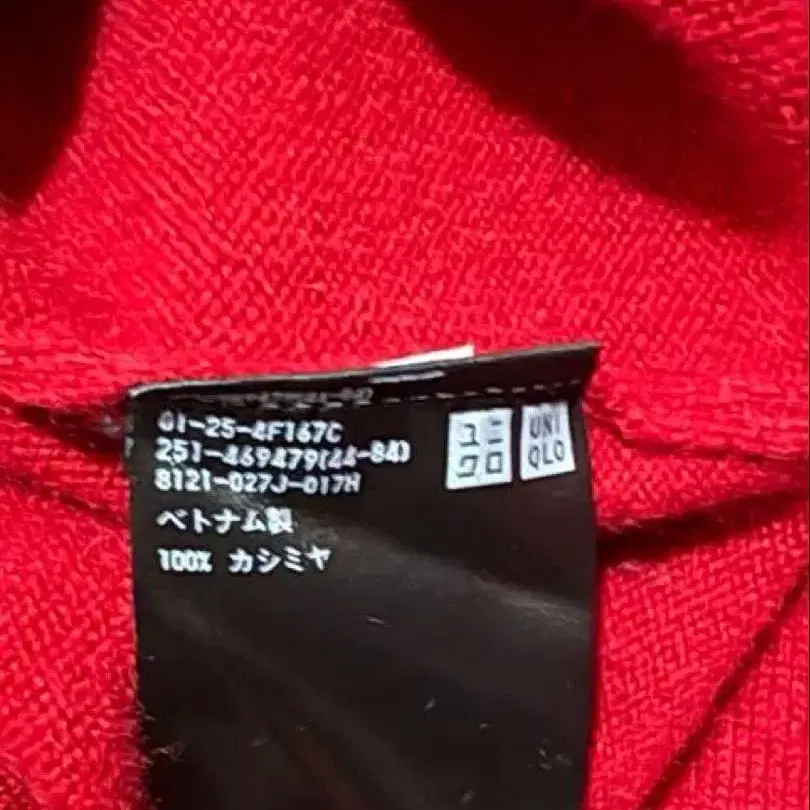 01-25-4F167C
251-469479(44-84)
8121-027J-017H
ベトナム製
100% カシミヤ
ユニ
クロ
UNI
QLO